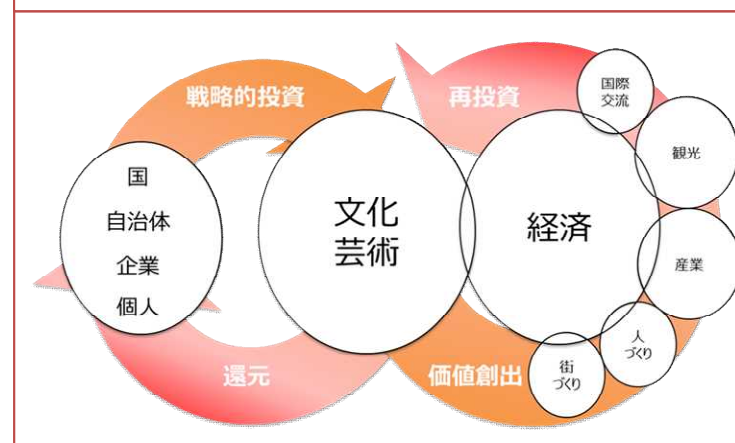 戦略的投資
再投資
国際
交流
観光
国
自治体
企業
個人
文化
芸術
経済
産業
人
づくり
街
づくり
還元
価値創出